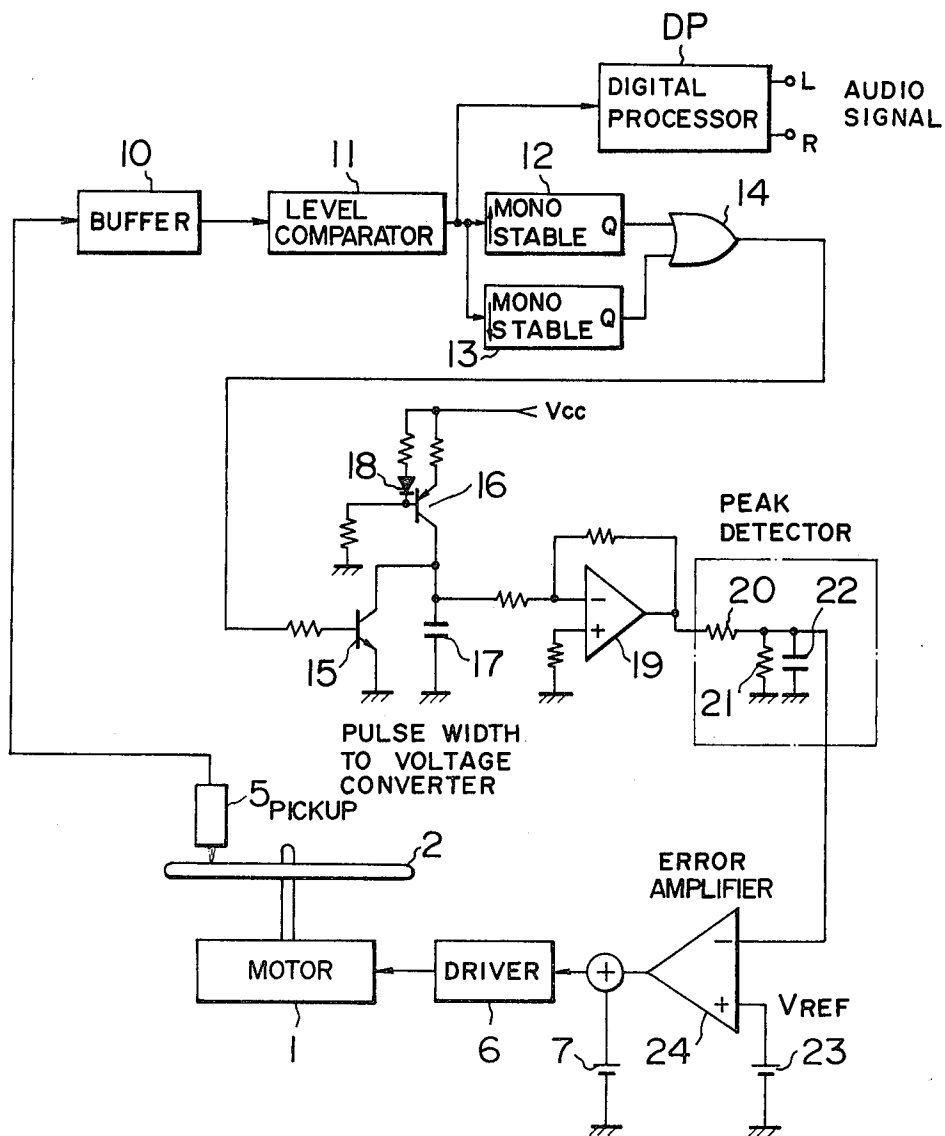 DP
DIGITAL
PROCESSOR
L
R
AUDIO
SIGNAL
10
BUFFER
11
LEVEL
COMPARATOR
12
MONO
STABLE Q
14
MONO
STABLE Q
13
Vcc
18
16
15
17
19
PEAK
DETECTOR
20
22
21
PULSE WIDTH
TO VOLTAGE
CONVERTER
5 PICKUP
2
ERROR
AMPLIFIER
MOTOR
1
DRIVER
6
+
7
−
+
24
VREF
23
−
+